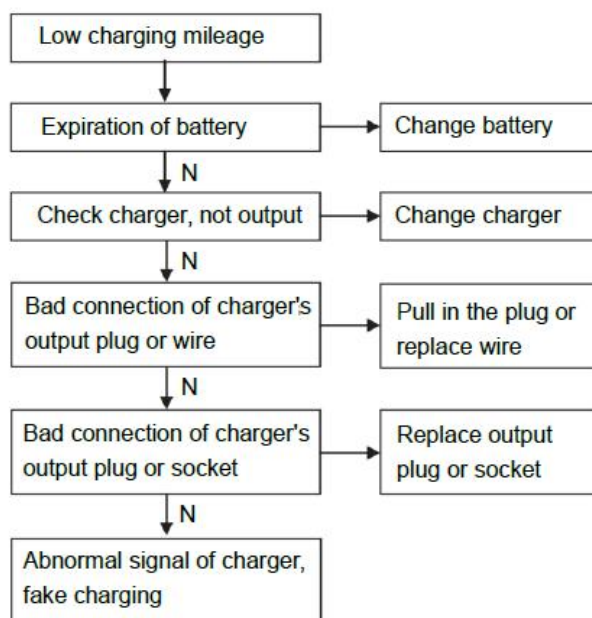 Low charging mileage
Expiration of battery
Change battery
N
Check charger, not output
Change charger
N
Bad connection of charger's
output plug or wire
Pull in the plug or
replace wire
N
Bad connection of charger's
output plug or socket
Replace output
plug or socket
N
Abnormal signal of charger,
fake charging